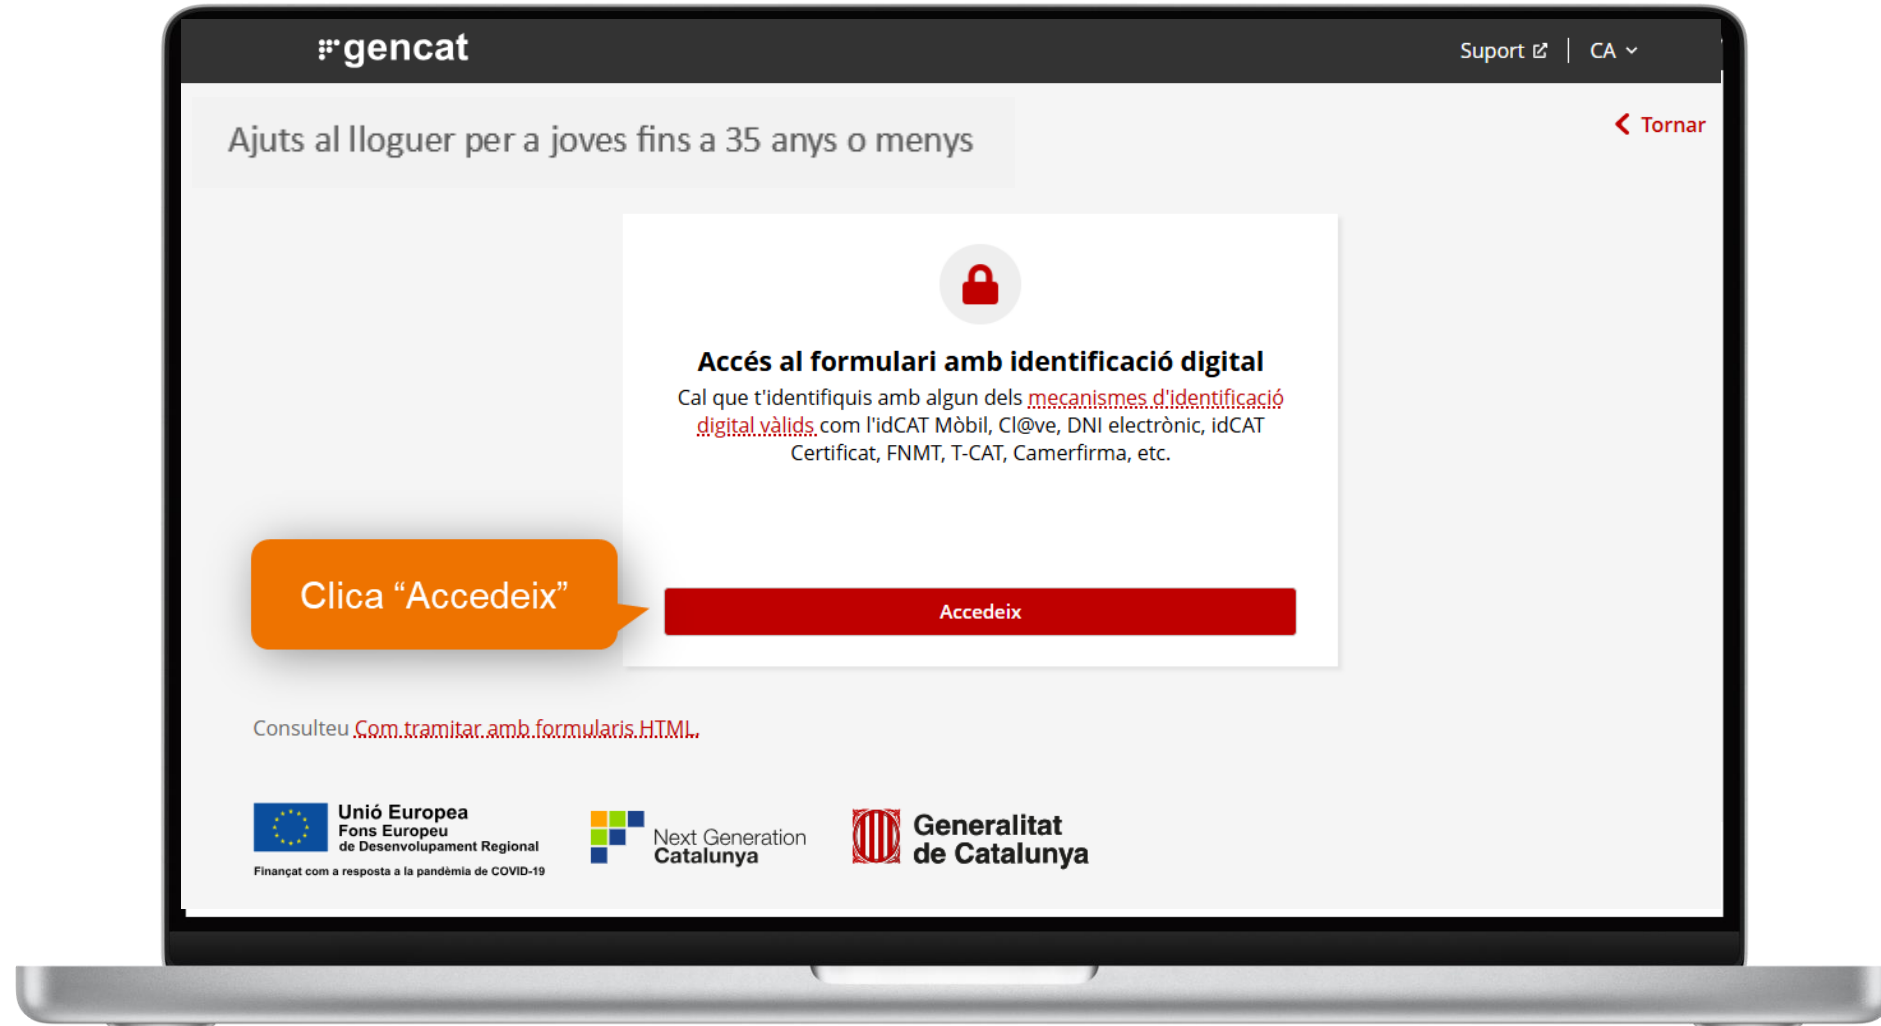 gencat
Suport
CA
Tornar
Ajuts al lloguer per a joves fins a 35 anys o menys
Accés al formulari amb identificació digital
Cal que t'identifiquis amb algun dels mecanismes d'identificació
digital vàlids com l'idCAT Mòbil, Cl@ve, DNI electrònic, idCAT
Certificat, FNMT, T-CAT, Camerfirma, etc.
Clica “Accedeix”
Accedeix
Consulteu Com tramitar amb formularis HTML.
Unió Europea
Fons Europeu
de Desenvolupament Regional
Finançat com a resposta a la pandèmia de COVID-19
Next Generation
Catalunya
Generalitat
de Catalunya